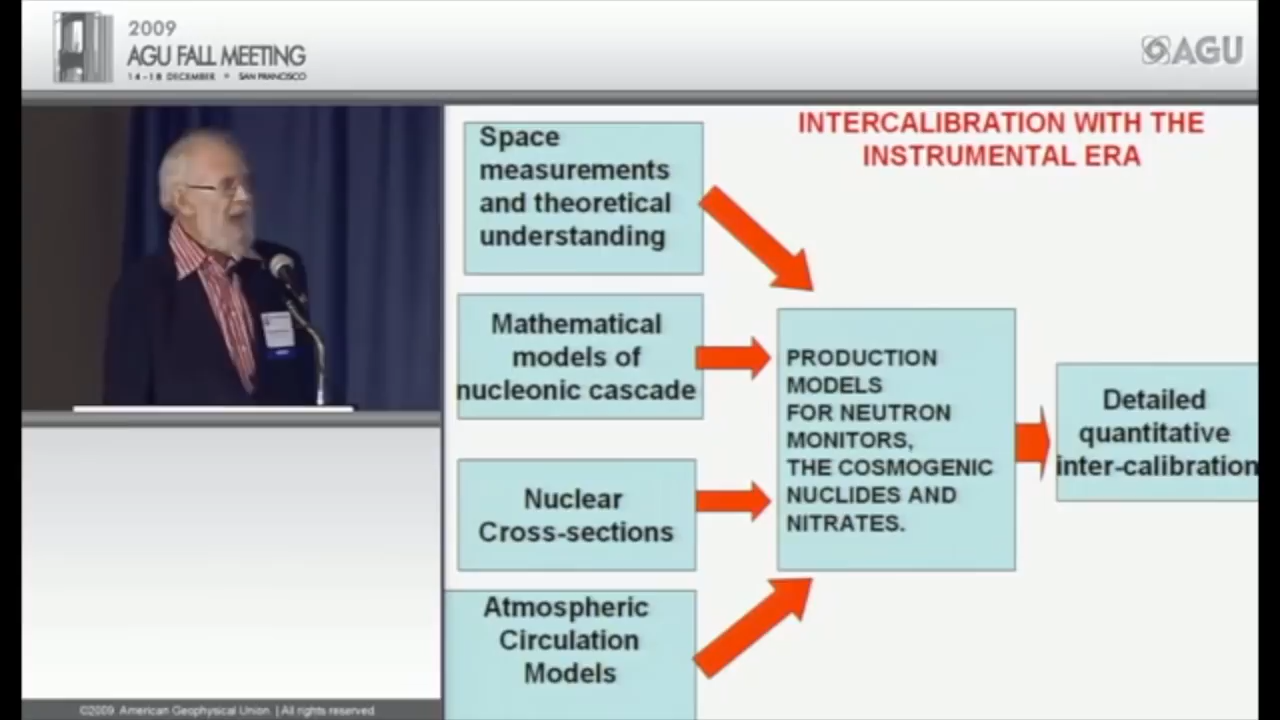 2009
AGU FALL MEETING
14-18 DECEMBER • SAN FRANCISCO
AGU
INTERCALIBRATION WITH THE
INSTRUMENTAL ERA
Space
measurements
and theoretical
understanding
Mathematical
models of
nucleonic cascade
Nuclear
Cross-sections
Atmospheric
Circulation
Models
PRODUCTION
MODELS
FOR NEUTRON
MONITORS,
THE COSMOGENIC
NUCLIDES AND
NITRATES.
Detailed
quantitative
inter-calibration
©2009 American Geophysical Union | All rights reserved